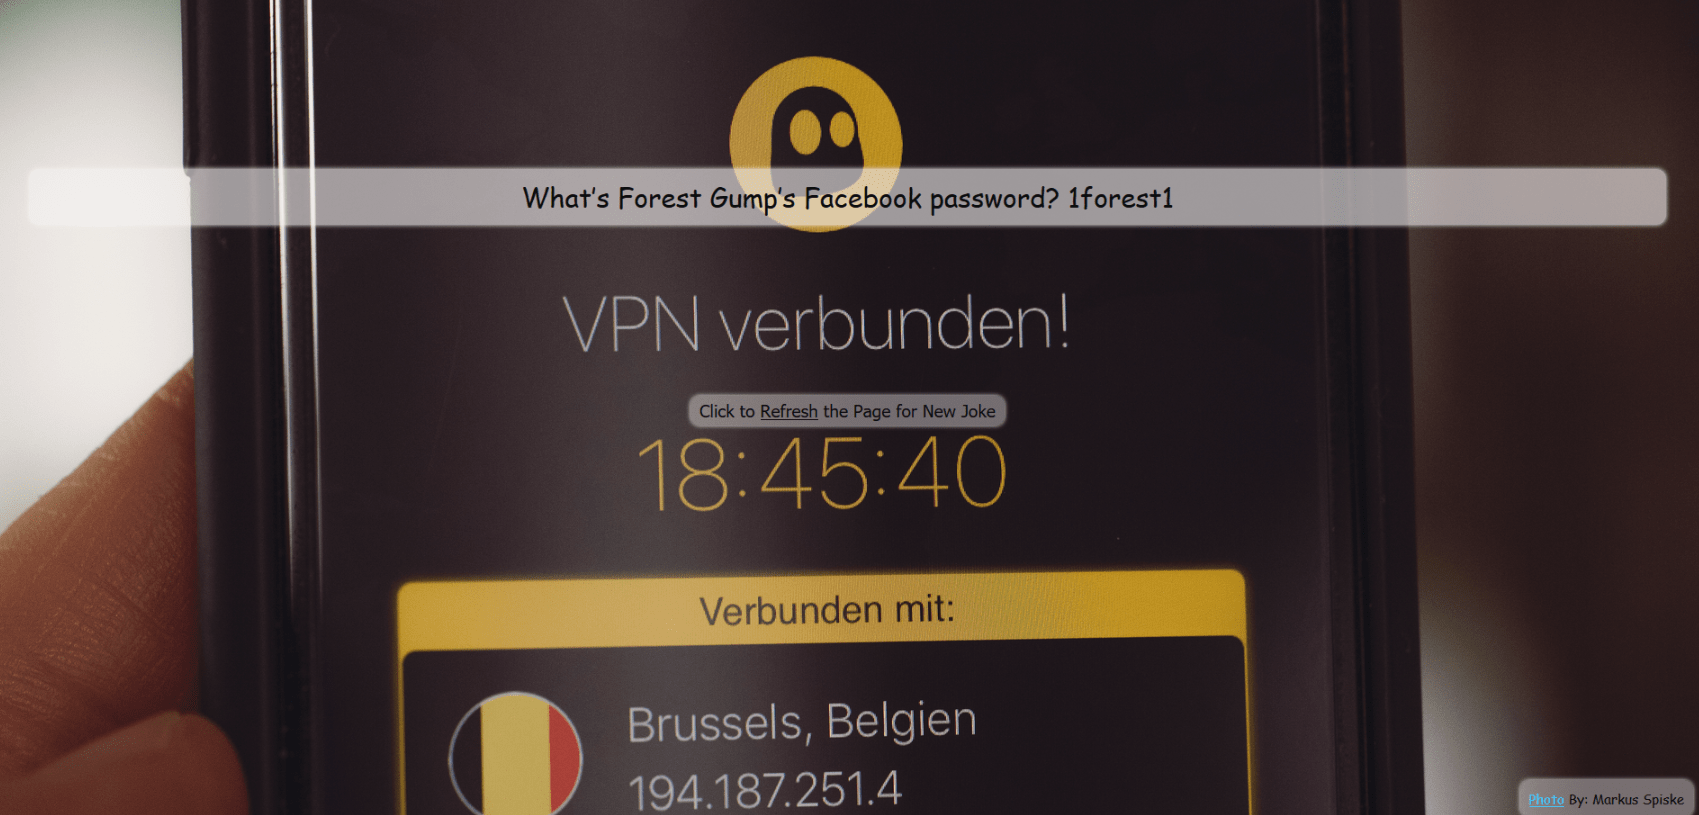 What's Forest Gump's Facebook password? 1forest1
VPN verbunden!
Click to Refresh the Page for New Joke
18:45:40
Verbunden mit:
Brussels, Belgien
194.187.251.4
Photo By: Markus Spiske